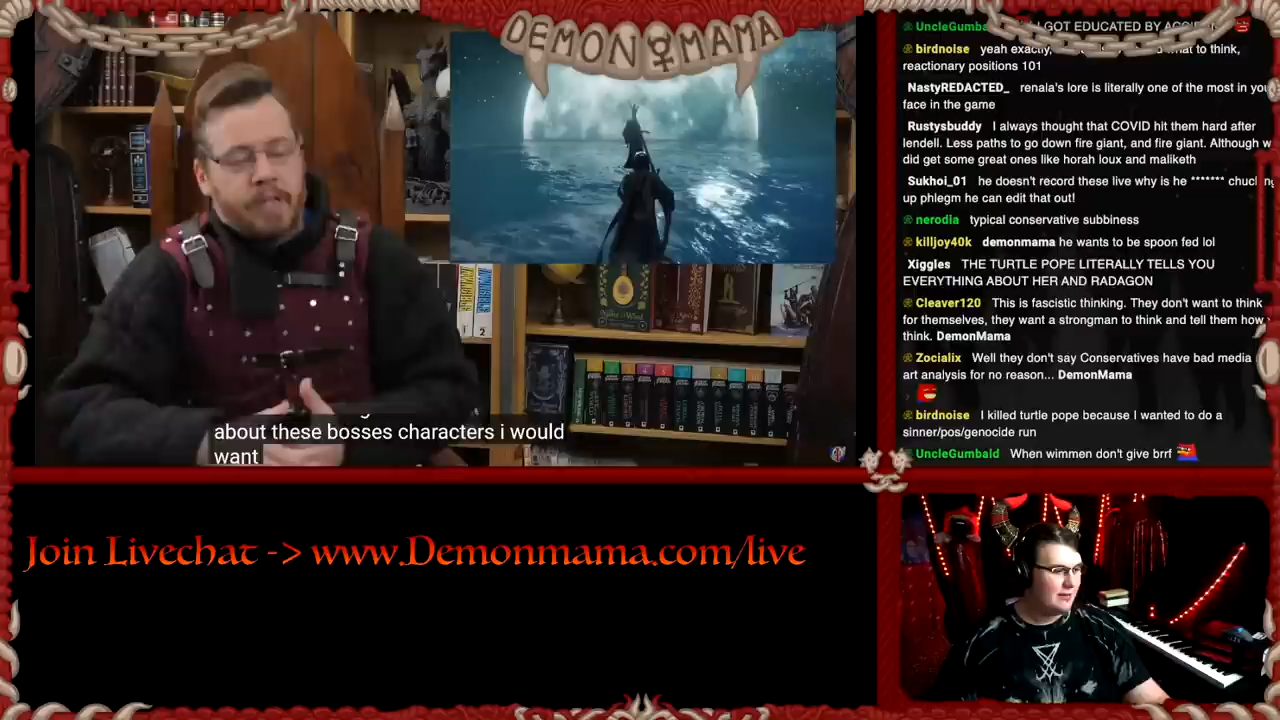 DEMON♀MAMA
about these bosses characters i would
want
UncleGumba
GOT EDUCATED BY
birdnoise yeah exactly, what to think,
reactionary positions 101
NastyREDACTED_ renala's lore is literally one of the most in you
face in the game
Rustysbuddy I always thought that COVID hit them hard after
lendell. Less paths to go down fire giant, and fire giant. Although w
did get some great ones like horah loux and maliketh
Sukhoi_01 he doesn't record these live why is he ******* chucking
up phlegm he can edit that out!
nerodia typical conservative subbiness
killjoy40k demonmama he wants to be spoon fed lol
Xiggles THE TURTLE POPE LITERALLY TELLS YOU
EVERYTHING ABOUT HER AND RADAGON
Cleaver120 This is fascistic thinking. They don't want to think
for themselves, they want a strongman to think and tell them how
think. DemonMama
Zocialix Well they don't say Conservatives have bad media
art analysis for no reason... DemonMama
birdnoise I killed turtle pope because I wanted to do a
sinner/pos/genocide run
UncleGumbald When wimmen don't give brrf
Join Livechat -> www.Demonmama.com/live